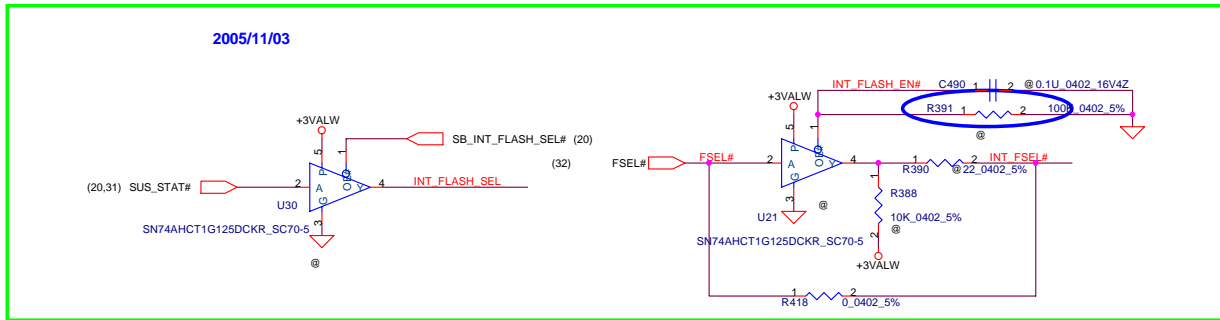 2005/11/03
+3VALW
5
1
SB_INT_FLASH_SEL# (20)
(32)
(20,31) SUS_STAT#
2
A
P
OE#
Y
G
4
INT_FLASH_SEL
U30
3
SN74AHCT1G125DCKR_SC70-5
@
INT_FLASH_EN#
C490
1
2
@
0.1U_0402_16V4Z
+3VALW
R391
1
2
100K_0402_5%
@
5
1
FSEL#
FSEL#
2
A
P
OE#
Y
G
4
1
2
INT_FSEL#
R390
@
22_0402_5%
U21
3
@
1
R388
10K_0402_5%
@
2
SN74AHCT1G125DCKR_SC70-5
+3VALW
1
2
R418
0_0402_5%